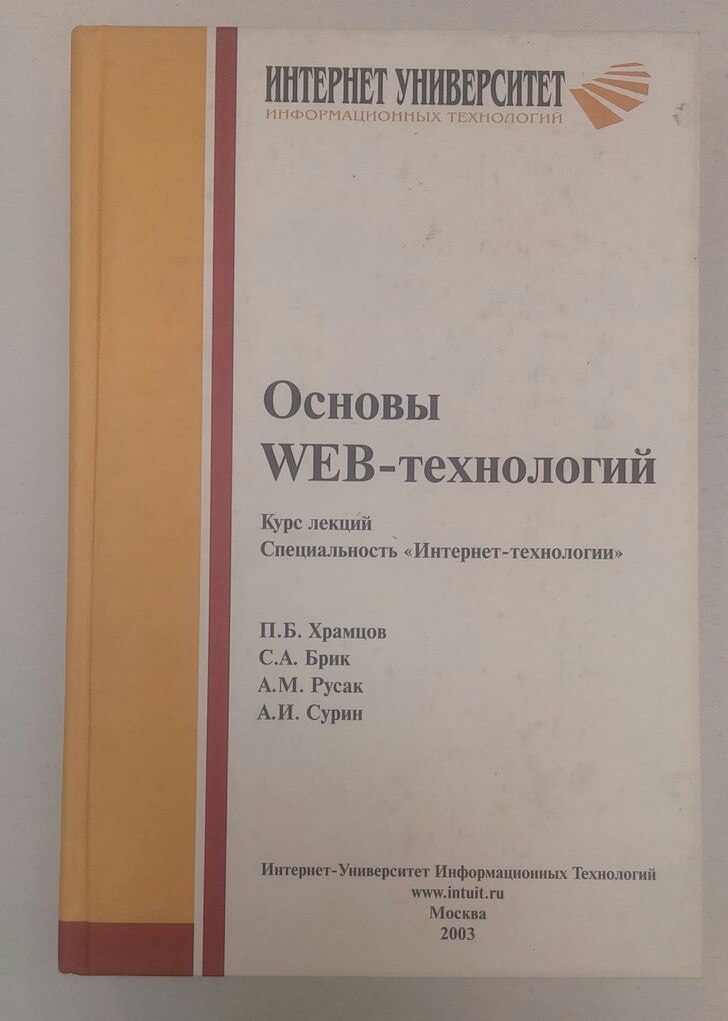 ИНТЕРНЕТ УНИВЕРСИТЕТ
ИНФОРМАЦИОННЫХ ТЕХНОЛОГИЙ
Основы
WEB-технологий
Курс лекций
Специальность «Интернет-технологии»
П.Б. Храмцов
С.А. Брик
А.М. Русак
А.И. Сурин
Интернет-Университет Информационных Технологий
www.intuit.ru
Москва
2003